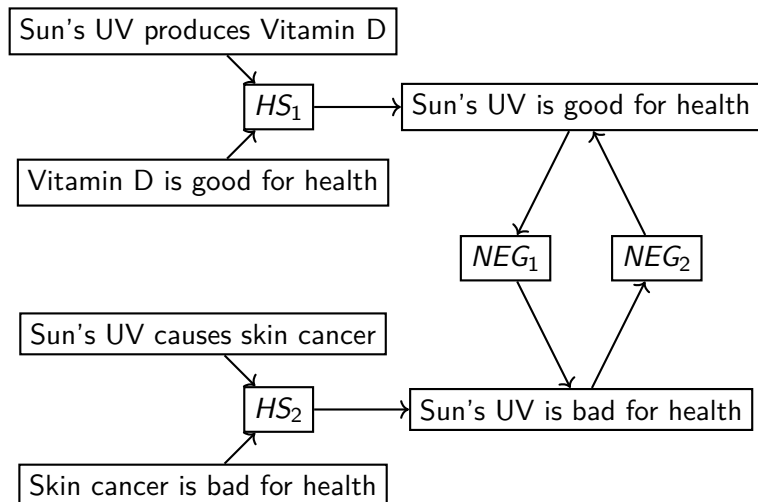 Sun's UV produces Vitamin D
HS₁
Sun's UV is good for health
Vitamin D is good for health
NEG₁
NEG₂
Sun's UV causes skin cancer
HS₂
Sun's UV is bad for health
Skin cancer is bad for health